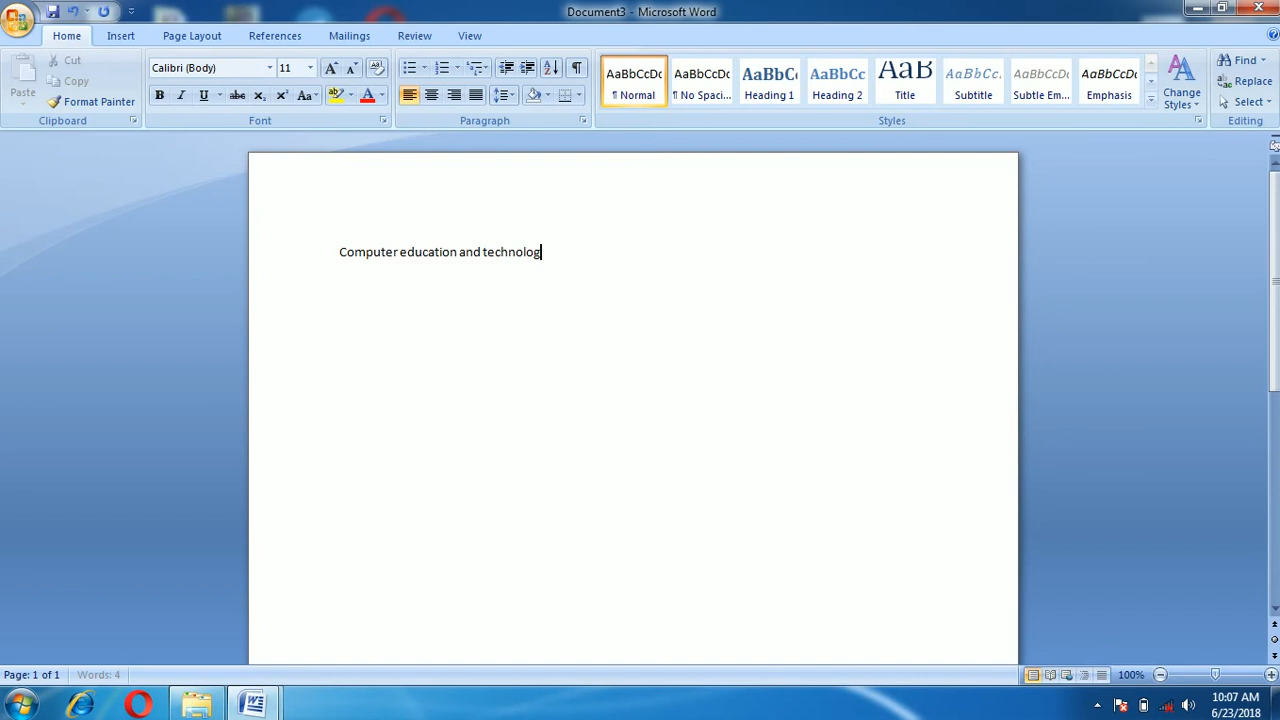 Document3 - Microsoft Word
Home Insert Page Layout References Mailings Review View
Paste
Cut
Copy
Format Painter
Clipboard
Calibri (Body) 11
Font
Paragraph
AaBbCcDc AaBbCcDc AaBbCc AaBbCc AaB AaBbCc. AaBbCcDc AaBbCcDc
¶ Normal ¶ No Spaci... Heading 1 Heading 2 Title Subtitle Subtle Em... Emphasis
Change Styles
Styles
Find
Replace
Select
Editing
Computer education and technolog
Page: 1 of 1 Words: 4 100%
10:07 AM
6/23/2018